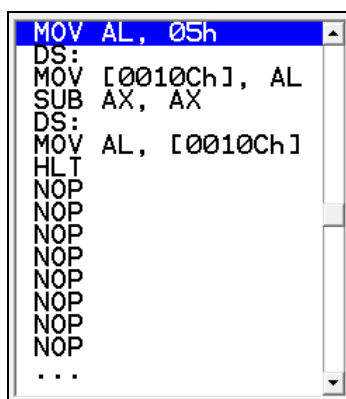 MOV AL, 05h
DS:
MOV [0010Ch], AL
SUB AX, AX
DS:
MOV AL, [0010Ch]
HLT
NOP
NOP
NOP
NOP
NOP
NOP
NOP
NOP
...